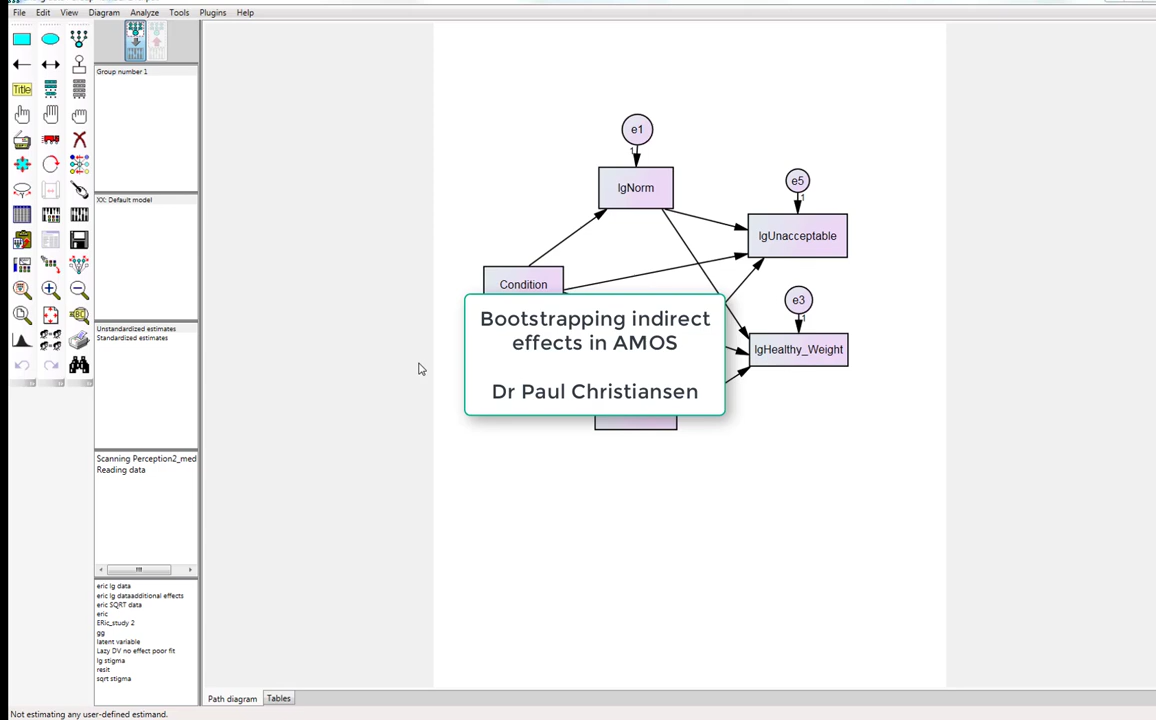 File Edit View Diagram Analyze Tools Plugins Help
Title
Group number 1
XX: Default model
Unstandardized estimates
Standardized estimates
Scanning Perception2_med
Reading data
eric lg data
eric lg dataadditional effects
eric SQRT data
eric
ERic_study 2
gg
latent variable
Lazy DV no effect poor fit
lg stigma
resit
sqrt stigma
e1
1
lgNorm
e5
1
lgUnacceptable
Condition
e3
1
lgHealthy_Weight
Bootstrapping indirect
effects in AMOS
Dr Paul Christiansen
Path diagram Tables
Not estimating any user-defined estimand.